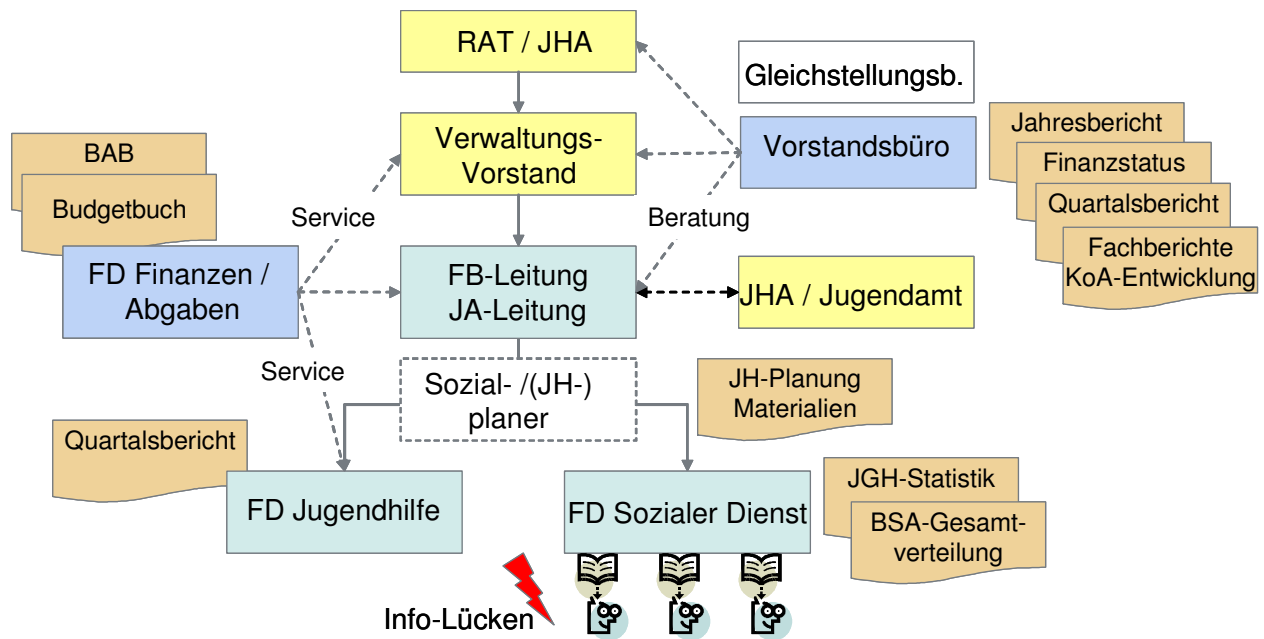 RAT / JHA
Gleichstellungsb.
Verwaltungs-
Vorstand
Vorstandsbüro
Jahresbericht
Finanzstatus
Quartalsbericht
Fachberichte
KoA-Entwicklung
BAB
Budgetbuch
Service
Beratung
FD Finanzen /
Abgaben
FB-Leitung
JA-Leitung
JHA / Jugendamt
Service
Sozial- /(JH-)
planer
JH-Planung
Materialien
Quartalsbericht
FD Jugendhilfe
FD Sozialer Dienst
JGH-Statistik
BSA-Gesamt-
verteilung
Info-Lücken